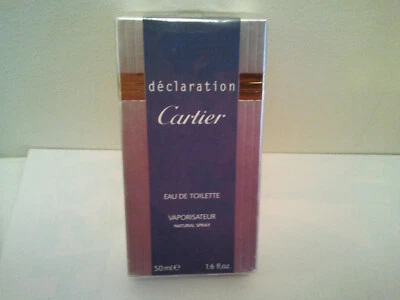 déclaration
Cartier
EAU DE TOILETTE
VAPORISATEUR
NATURAL SPRAY
50 ml ℮ 1.6 fl.oz.